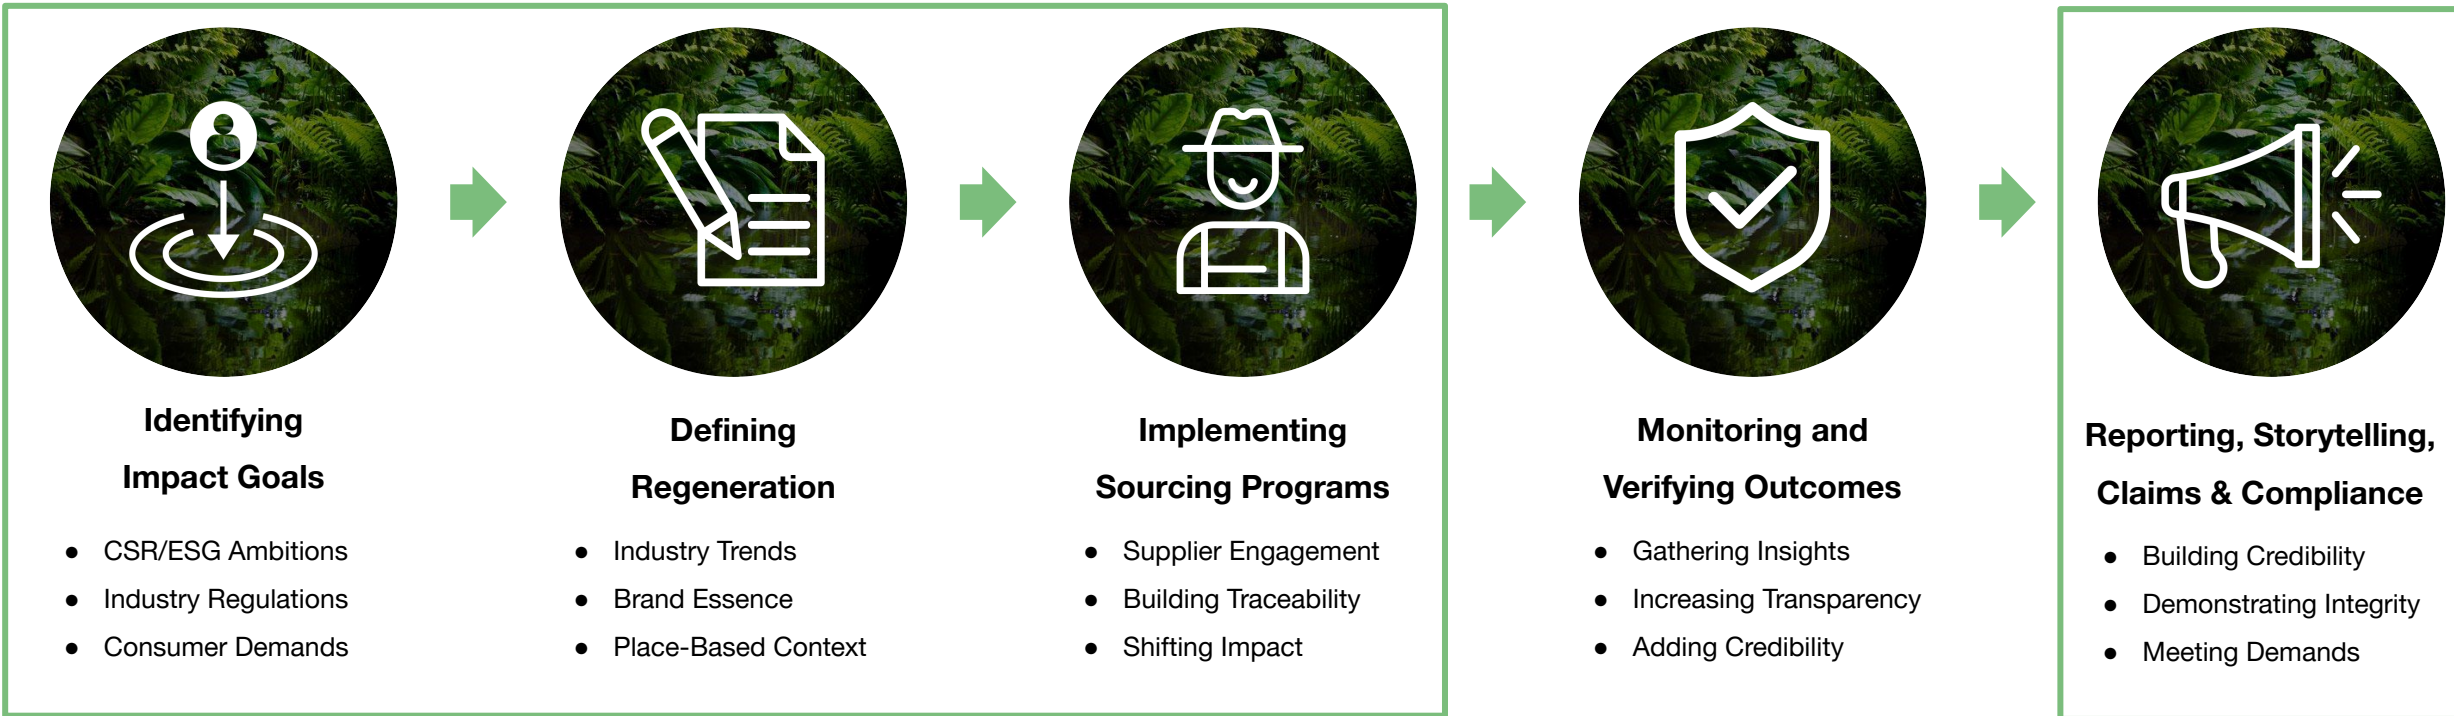 Identifying
Impact Goals
● CSR/ESG Ambitions
● Industry Regulations
● Consumer Demands
Defining
Regeneration
● Industry Trends
● Brand Essence
● Place-Based Context
Implementing
Sourcing Programs
● Supplier Engagement
● Building Traceability
● Shifting Impact
Monitoring and
Verifying Outcomes
● Gathering Insights
● Increasing Transparency
● Adding Credibility
Reporting, Storytelling,
Claims & Compliance
● Building Credibility
● Demonstrating Integrity
● Meeting Demands